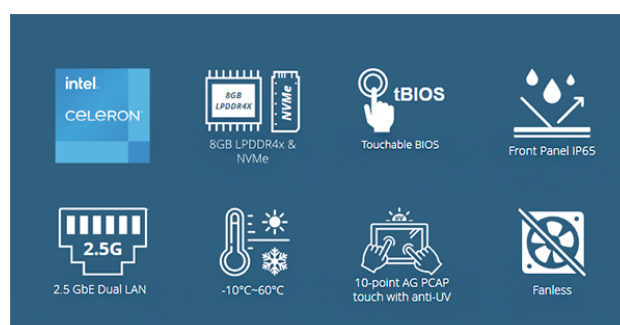 intel.
CELERON
8GB
LPDDR4X
NVMe
8GB LPDDR4x &
NVMe
tBIOS
Touchable BIOS
Front Panel IP65
2.5G
2.5 GbE Dual LAN
-10°C~60°C
UV
10-point AG PCAP
touch with anti-UV
Fanless